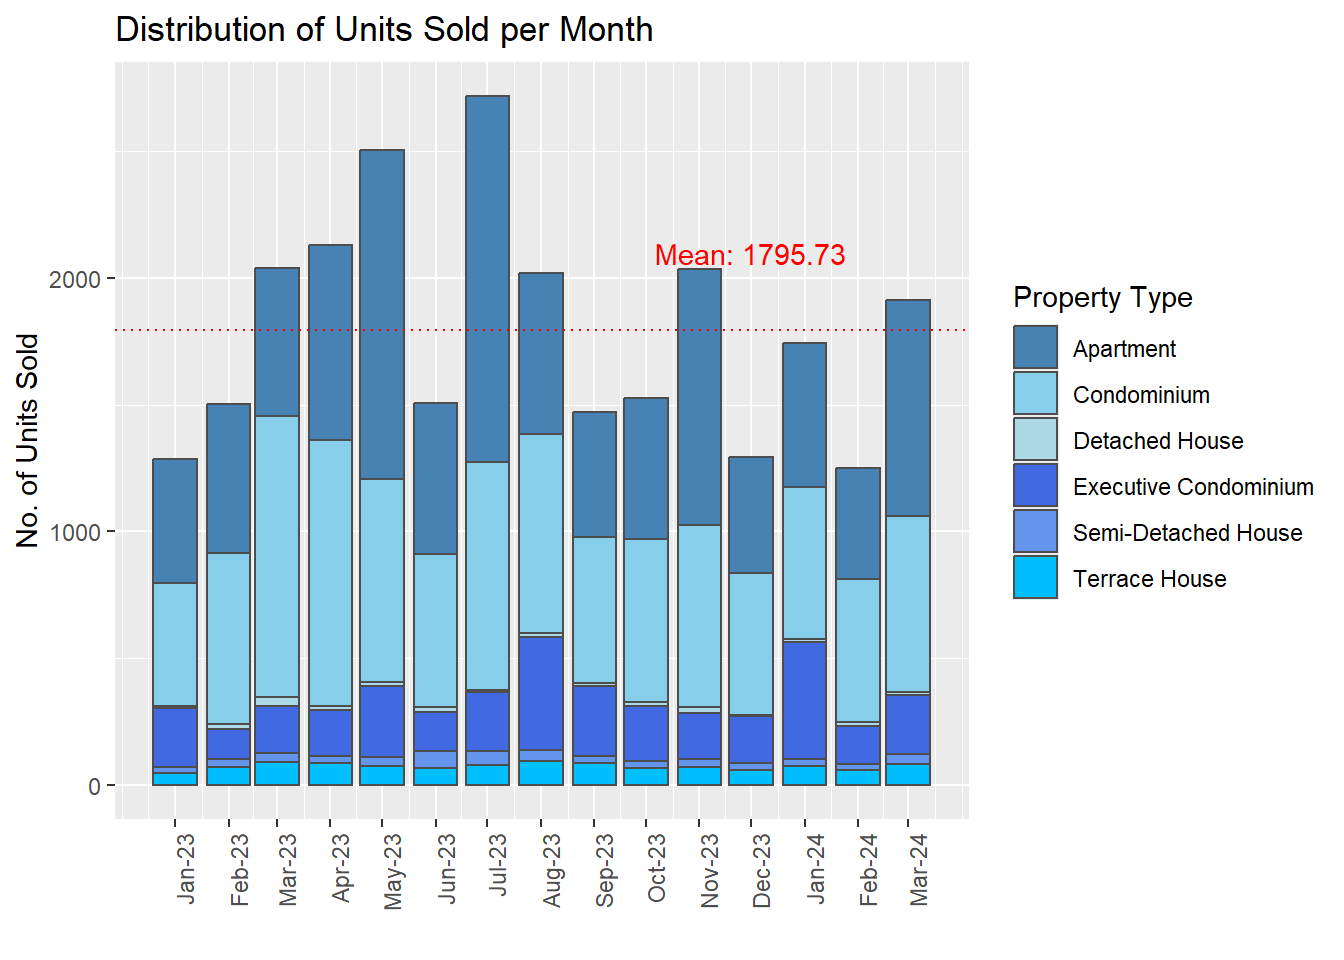 Distribution of Units Sold per Month
No. of Units Sold
2000
1000
0
Mean: 1795.73
Jan-23
Feb-23
Mar-23
Apr-23
May-23
Jun-23
Jul-23
Aug-23
Sep-23
Oct-23
Nov-23
Dec-23
Jan-24
Feb-24
Mar-24
Property Type
Apartment
Condominium
Detached House
Executive Condominium
Semi-Detached House
Terrace House